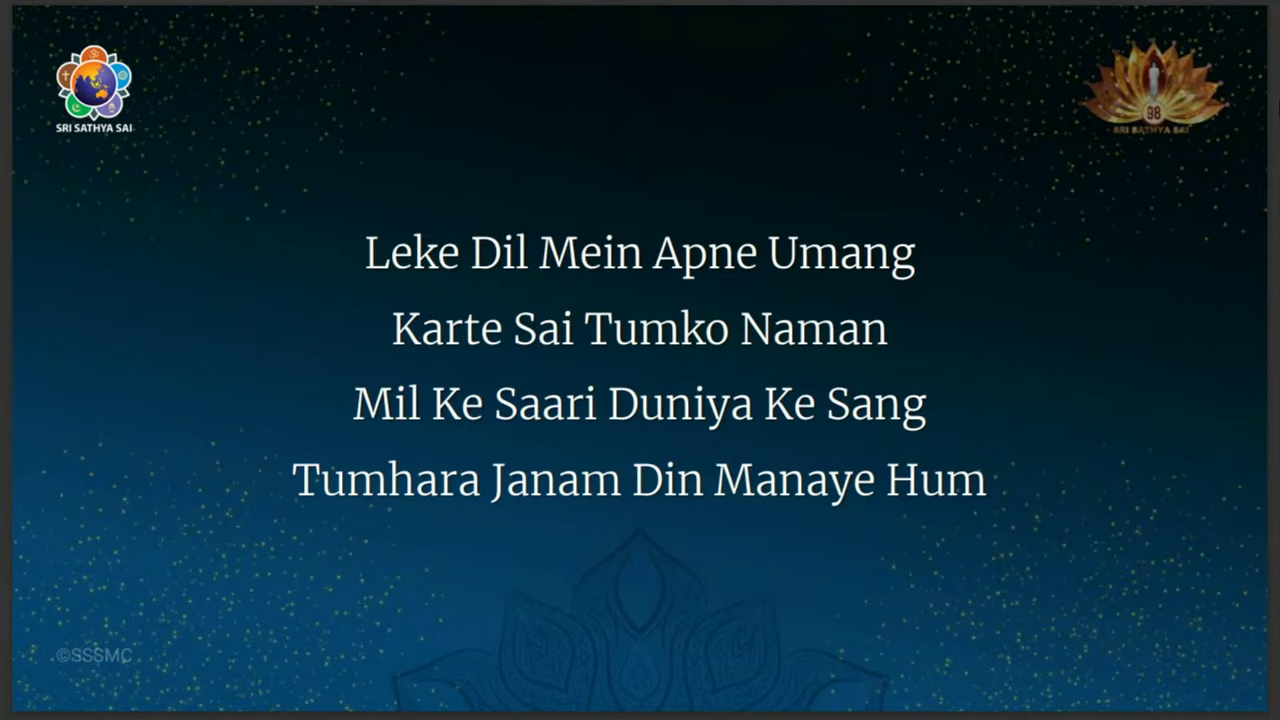 SRI SATHYA SAI
98
SRI SATHYA SAI
Leke Dil Mein Apne Umang
Karte Sai Tumko Naman
Mil Ke Saari Duniya Ke Sang
Tumhara Janam Din Manaye Hum
©SSSMC